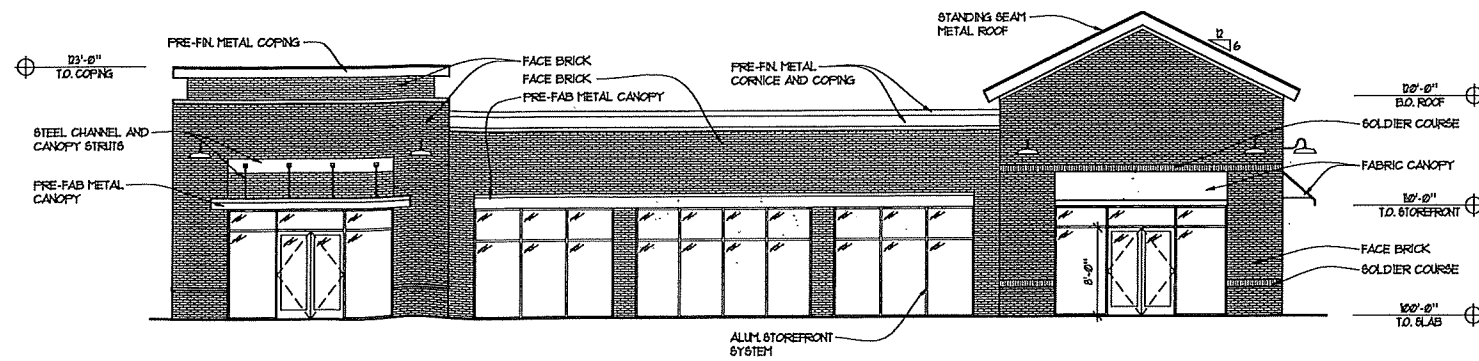 STANDING SEAM
METAL ROOF
12
6
PRE-FIN. METAL COPING
123'-0"
T.O. COPING
FACE BRICK
FACE BRICK
PRE-FAB METAL CANOPY
PRE-FIN. METAL
CORNICE AND COPING
120'-0"
B.O. ROOF
SOLDIER COURSE
STEEL CHANNEL AND
CANOPY STRUTS
FABRIC CANOPY
PRE-FAB METAL
CANOPY
110'-0"
T.O. STOREFRONT
FACE BRICK
SOLDIER COURSE
8'-0"
100'-0"
T.O. SLAB
ALUM. STOREFRONT
SYSTEM